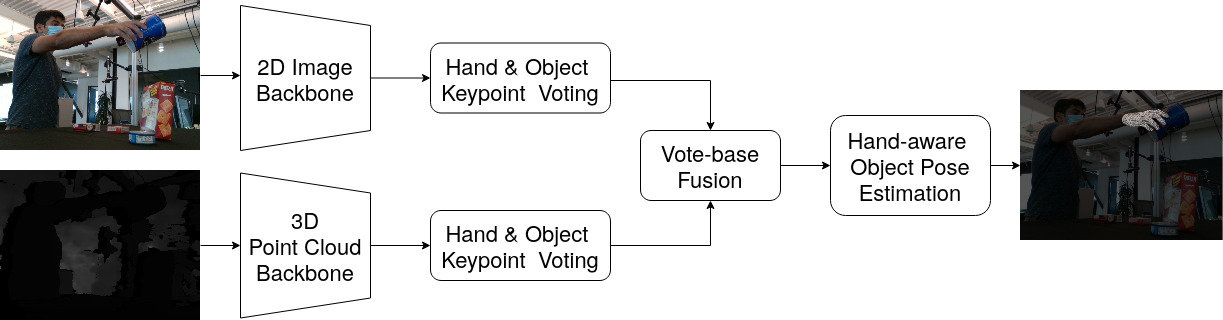 2D Image
Backbone
Hand & Object
Keypoint Voting
3D
Point Cloud
Backbone
Hand & Object
Keypoint Voting
Vote-base
Fusion
Hand-aware
Object Pose
Estimation